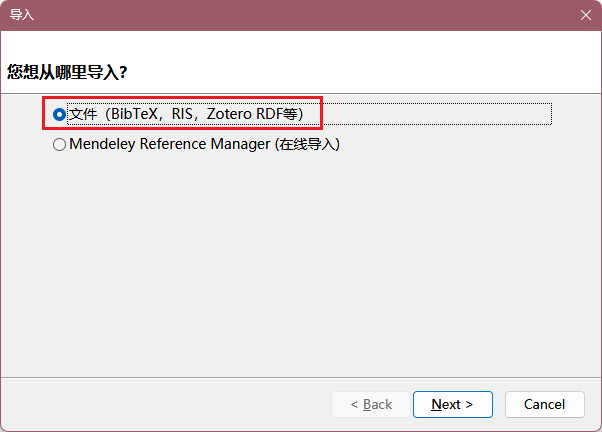 导入
您想从哪里导入？
文件（BibTeX，RIS，Zotero RDF等）
Mendeley Reference Manager (在线导入)
< Back Next > Cancel